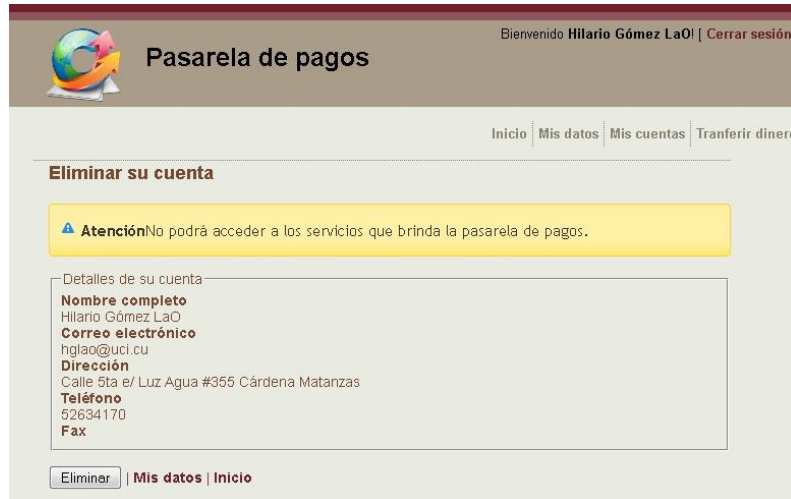 Bienvenido Hilario Gómez LaO! [ Cerrar sesión
Pasarela de pagos
Inicio Mis datos Mis cuentas Tranferir dinero
Eliminar su cuenta
AtenciónNo podrá acceder a los servicios que brinda la pasarela de pagos.
Detalles de su cuenta
Nombre completo
Hilario Gómez LaO
Correo electrónico
hglao@uci.cu
Dirección
Calle 5ta e/ Luz Agua #355 Cárdena Matanzas
Teléfono
52634170
Fax
Eliminar | Mis datos | Inicio